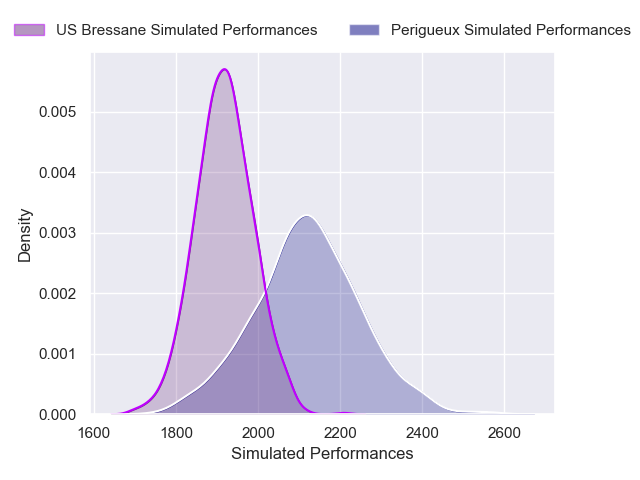 US Bressane Simulated Performances Perigueux Simulated Performances
Density
0.005
0.004
0.003
0.002
0.001
0.000
1600 1800 2000 2200 2400 2600
Simulated Performances